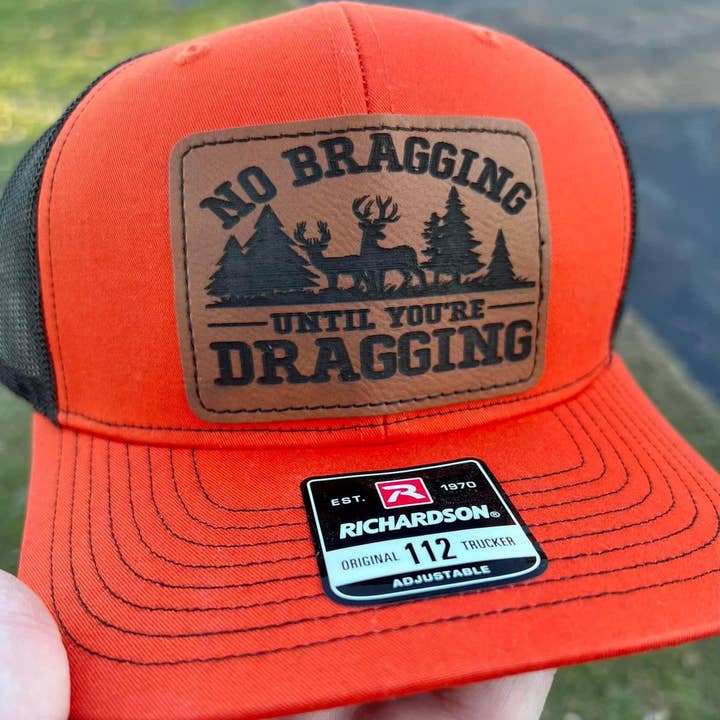 NO BRAGGING
UNTIL YOU'RE
DRAGGING
EST. R 1970
RICHARDSON®
ORIGINAL 112 TRUCKER
ADJUSTABLE